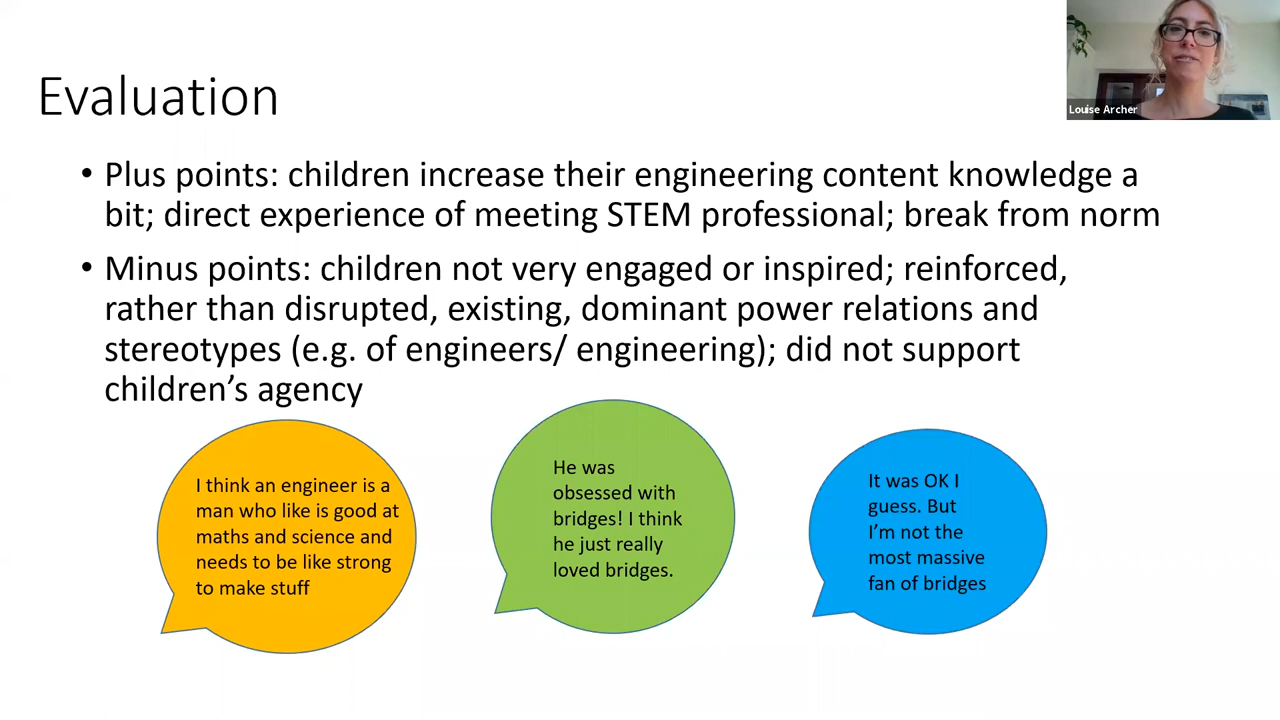 Louise Archer
Evaluation
• Plus points: children increase their engineering content knowledge a
bit; direct experience of meeting STEM professional; break from norm
• Minus points: children not very engaged or inspired; reinforced,
rather than disrupted, existing, dominant power relations and
stereotypes (e.g. of engineers/ engineering); did not support
children’s agency
I think an engineer is a
man who like is good at
maths and science and
needs to be like strong
to make stuff
He was
obsessed with
bridges! I think
he just really
loved bridges.
It was OK I
guess. But
I’m not the
most massive
fan of bridges